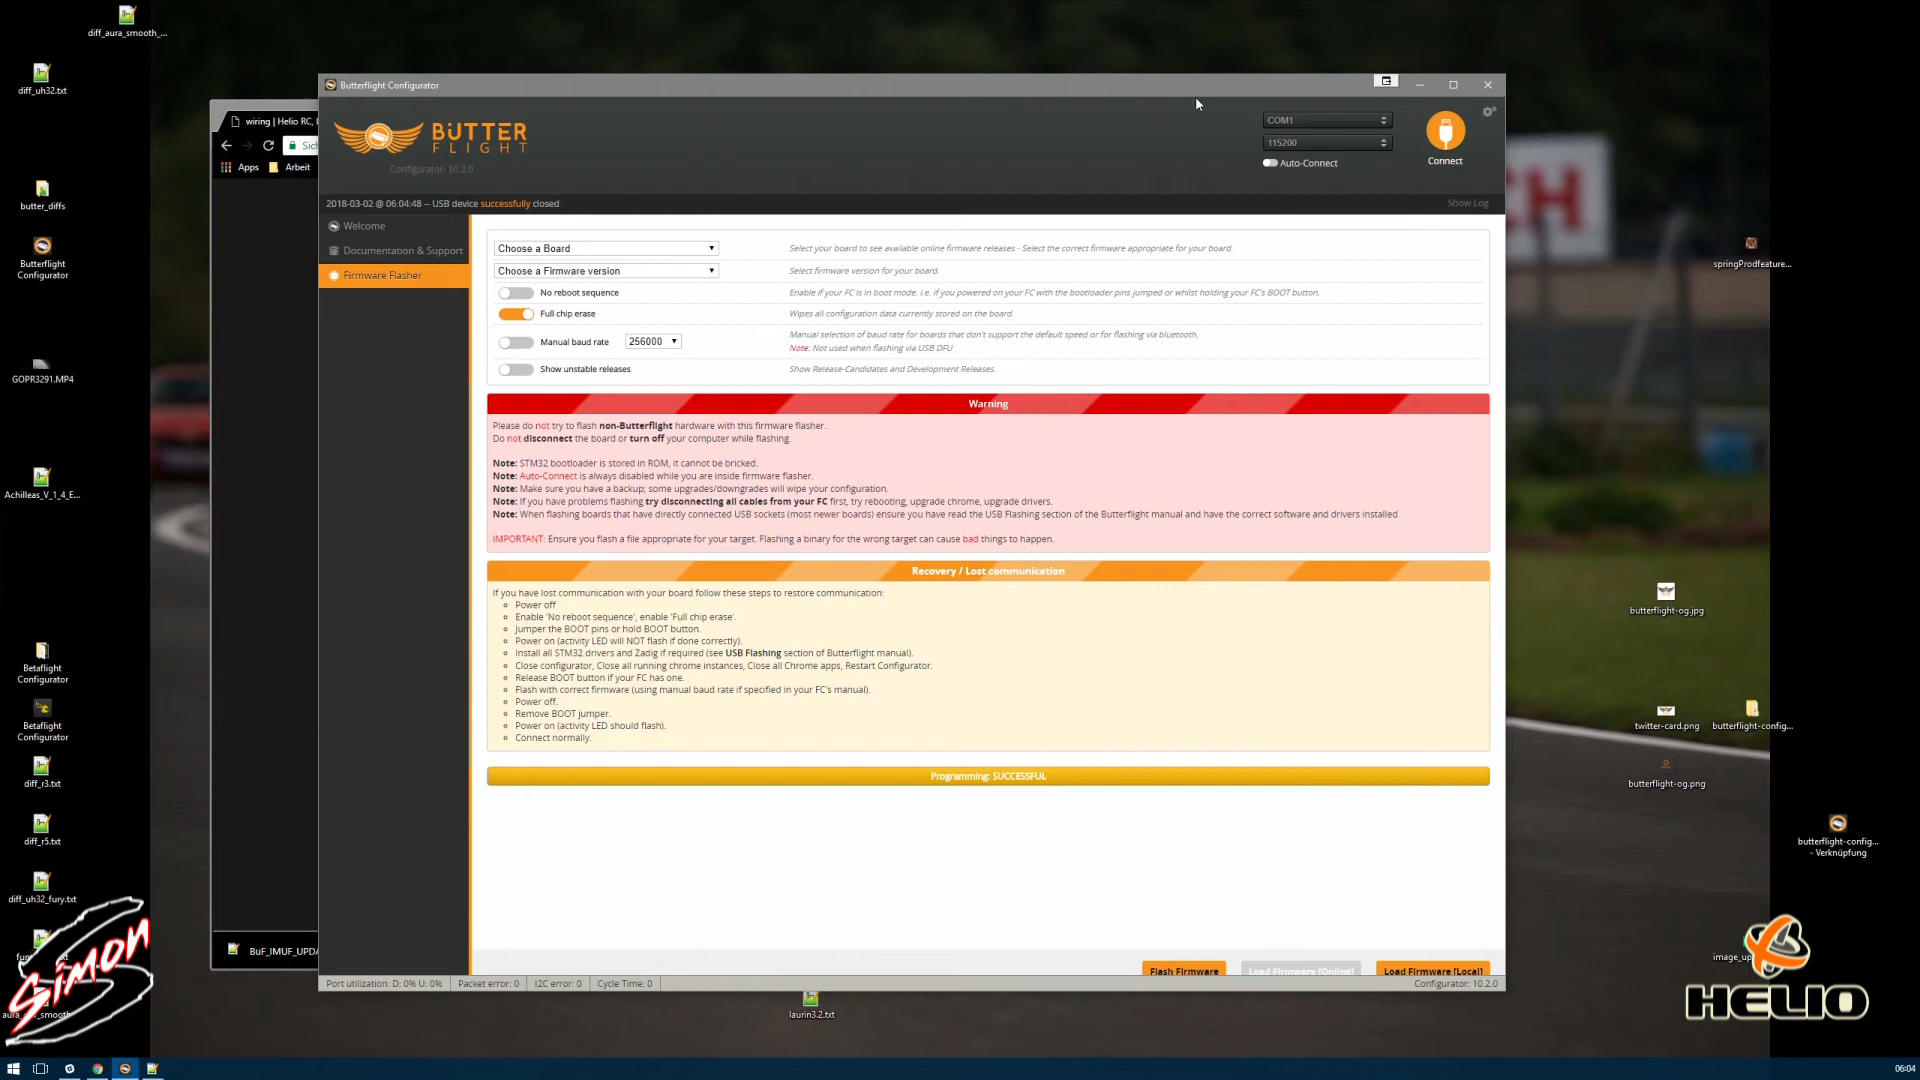 diff_aura_smooth_...
diff_uh32.txt
butter_diffs
Butterflight
Configurator
GOPR3291.MP4
Achilleas_V_1_4_E...
Betaflight
Configurator
Betaflight
Configurator
diff_r3.txt
diff_r5.txt
diff_uh32_fury.txt
Simon
wiring | Helio RC, l
Sich
Apps
Arbeit
BuF_IMUF_UPDA
Butterflight Configurator
BUTTER
FLIGHT
Configurator: 10.2.0
COM1
115200
Auto-Connect
Connect
2018-03-02 @ 06:04:48 -- USB device successfully closed
Show Log
Welcome
Documentation & Support
Firmware Flasher
Choose a Board
Select your board to see available online firmware releases - Select the correct firmware appropriate for your board.
Choose a Firmware version
Select firmware version for your board.
No reboot sequence
Enable if your FC is in boot mode. i.e. if you powered on your FC with the bootloader pins jumped or whilst holding your FC's BOOT button.
Full chip erase
Wipes all configuration data currently stored on the board.
Manual baud rate
256000
Manual selection of baud rate for boards that don't support the default speed or for flashing via bluetooth.
Note: Not used when flashing via USB DFU
Show unstable releases
Show Release-Candidates and Development Releases.
Warning
Please do not try to flash non-Butterflight hardware with this firmware flasher.
Do not disconnect the board or turn off your computer while flashing.
Note: STM32 bootloader is stored in ROM, it cannot be bricked.
Note: Auto-Connect is always disabled while you are inside firmware flasher.
Note: Make sure you have a backup; some upgrades/downgrades will wipe your configuration.
Note: If you have problems flashing try disconnecting all cables from your FC first, try rebooting, upgrade chrome, upgrade drivers.
Note: When flashing boards that have directly connected USB sockets (most newer boards) ensure you have read the USB Flashing section of the Butterflight manual and have the correct software and drivers installed
IMPORTANT: Ensure you flash a file appropriate for your target. Flashing a binary for the wrong target can cause bad things to happen.
Recovery / Lost communication
If you have lost communication with your board follow these steps to restore communication:
Power off
Enable 'No reboot sequence', enable 'Full chip erase'.
Jumper the BOOT pins or hold BOOT button.
Power on (activity LED will NOT flash if done correctly).
Install all STM32 drivers and Zadig if required (see USB Flashing section of Butterflight manual).
Close configurator, Close all running chrome instances, Close all Chrome apps, Restart Configurator.
Release BOOT button if your FC has one.
Flash with correct firmware (using manual baud rate if specified in your FC's manual).
Power off.
Remove BOOT jumper.
Power on (activity LED should flash).
Connect normally.
Programming: SUCCESSFUL
Flash Firmware
Load Firmware [Online]
Load Firmware [Local]
Port utilization: D: 0% U: 0%
Packet error: 0
I2C error: 0
Cycle Time: 0
Configurator: 10.2.0
laurin3.2.txt
springProdfeature...
butterflight-og.jpg
twitter-card.png
butterflight-config...
butterflight-og.png
butterflight-config...
- Verknüpfung
image_up
HELIO
06:04